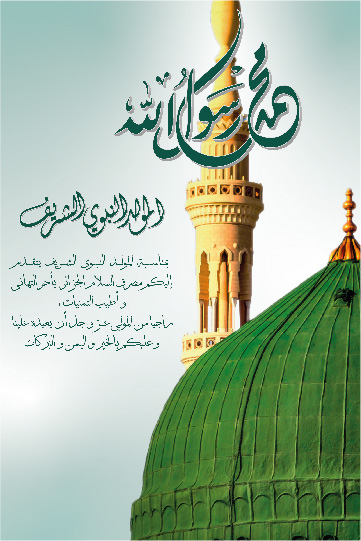 محمد رسول الله
المولد النبوي الشريف
بمناسبة المولد النبوي الشريف يتقدم
إليكم مصرف السلام الجزائر بأحر التهاني
و أطيب التمنيات ،
راجيا من المولى عز و جل أن يعيده علينا
و عليكم بالخير و اليمن و البركات